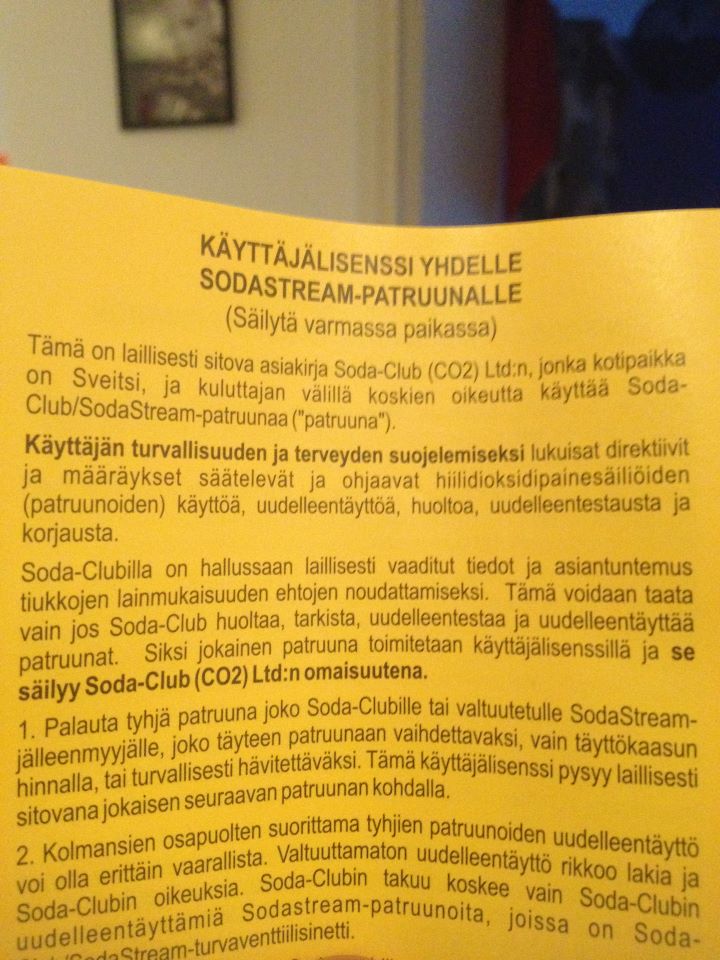 KÄYTTÄJÄLISENSSI YHDELLE
SODASTREAM-PATRUUNALLE
(Säilytä varmassa paikassa)
Tämä on laillisesti sitova asiakirja Soda-Club (CO2) Ltd:n, jonka kotipaikka
on Sveitsi, ja kuluttajan välillä koskien oikeutta käyttää Soda-
Club/SodaStream-patruunaa ("patruuna").
Käyttäjän turvallisuuden ja terveyden suojelemiseksi lukuisat direktiivit
ja määräykset säätelevät ja ohjaavat hiilidioksidipainesäiliöiden
(patruunoiden) käyttöä, uudelleentäyttöä, huoltoa, uudelleentestausta ja
korjausta.
Soda-Clubilla on hallussaan laillisesti vaaditut tiedot ja asiantuntemus
tiukkojen lainmukaisuuden ehtojen noudattamiseksi. Tämä voidaan taata
vain jos Soda-Club huoltaa, tarkista, uudelleentestaa ja uudelleentäyttää
patruunat. Siksi jokainen patruuna toimitetaan käyttäjälisenssillä ja se
säilyy Soda-Club (CO2) Ltd:n omaisuutena.
1. Palauta tyhjä patruuna joko Soda-Clubille tai valtuutetulle SodaStream-
jälleenmyyjälle, joko täyteen patruunaan vaihdettavaksi, vain täyttökaasun
hinnalla, tai turvallisesti hävitettäväksi. Tämä käyttäjälisenssi pysyy laillisesti
sitovana jokaisen seuraavan patruunan kohdalla.
2. Kolmansien osapuolten suorittama tyhjien patruunoiden uudelleentäyttö
voi olla erittäin vaarallista. Valtuuttamaton uudelleentäyttö rikkoo lakia ja
Soda-Clubin oikeuksia. Soda-Clubin takuu koskee vain Soda-Clubin
uudelleentäyttämiä Sodastream-patruunoita, joissa on Soda-
Club/SodaStream-turvaventtiilisinetti.